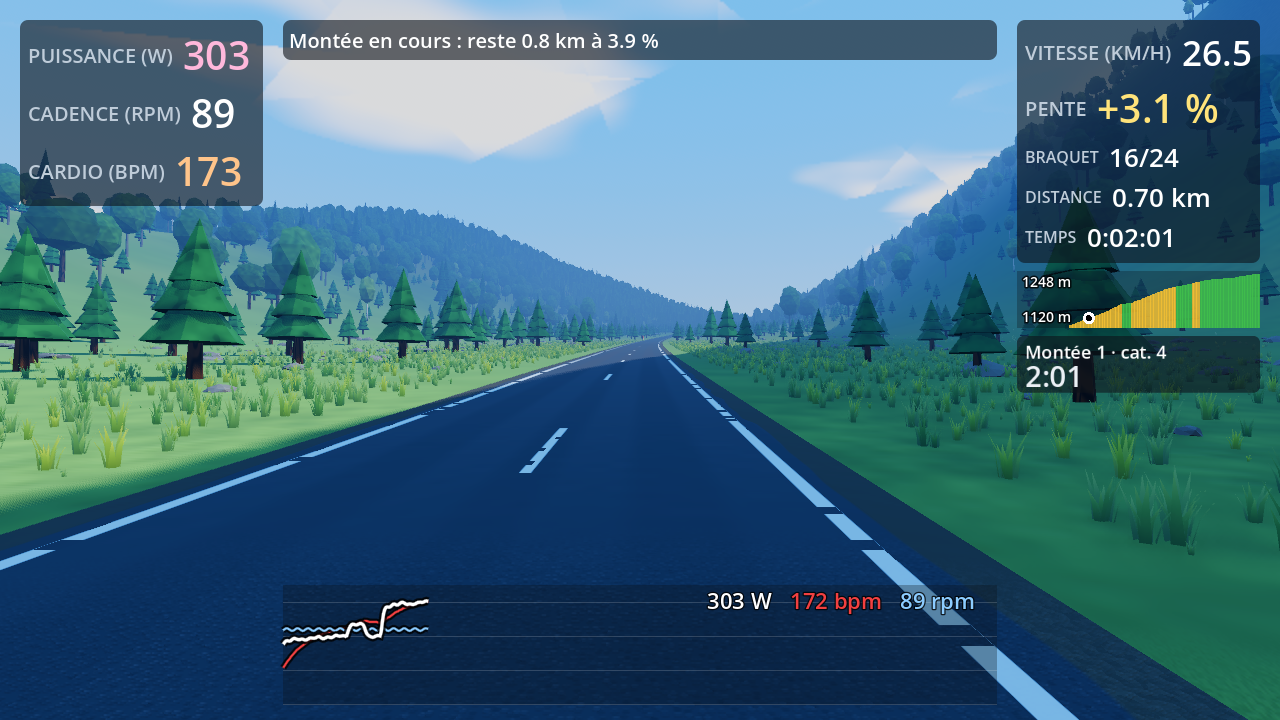 PUISSANCE (W) 303
CADENCE (RPM) 89
CARDIO (BPM) 173
Montée en cours : reste 0.8 km à 3.9 %
VITESSE (KM/H) 26.5
PENTE +3.1 %
BRAQUET 16/24
DISTANCE 0.70 km
TEMPS 0:02:01
1248 m
1120 m
Montée 1 · cat. 4
2:01
303 W 172 bpm 89 rpm